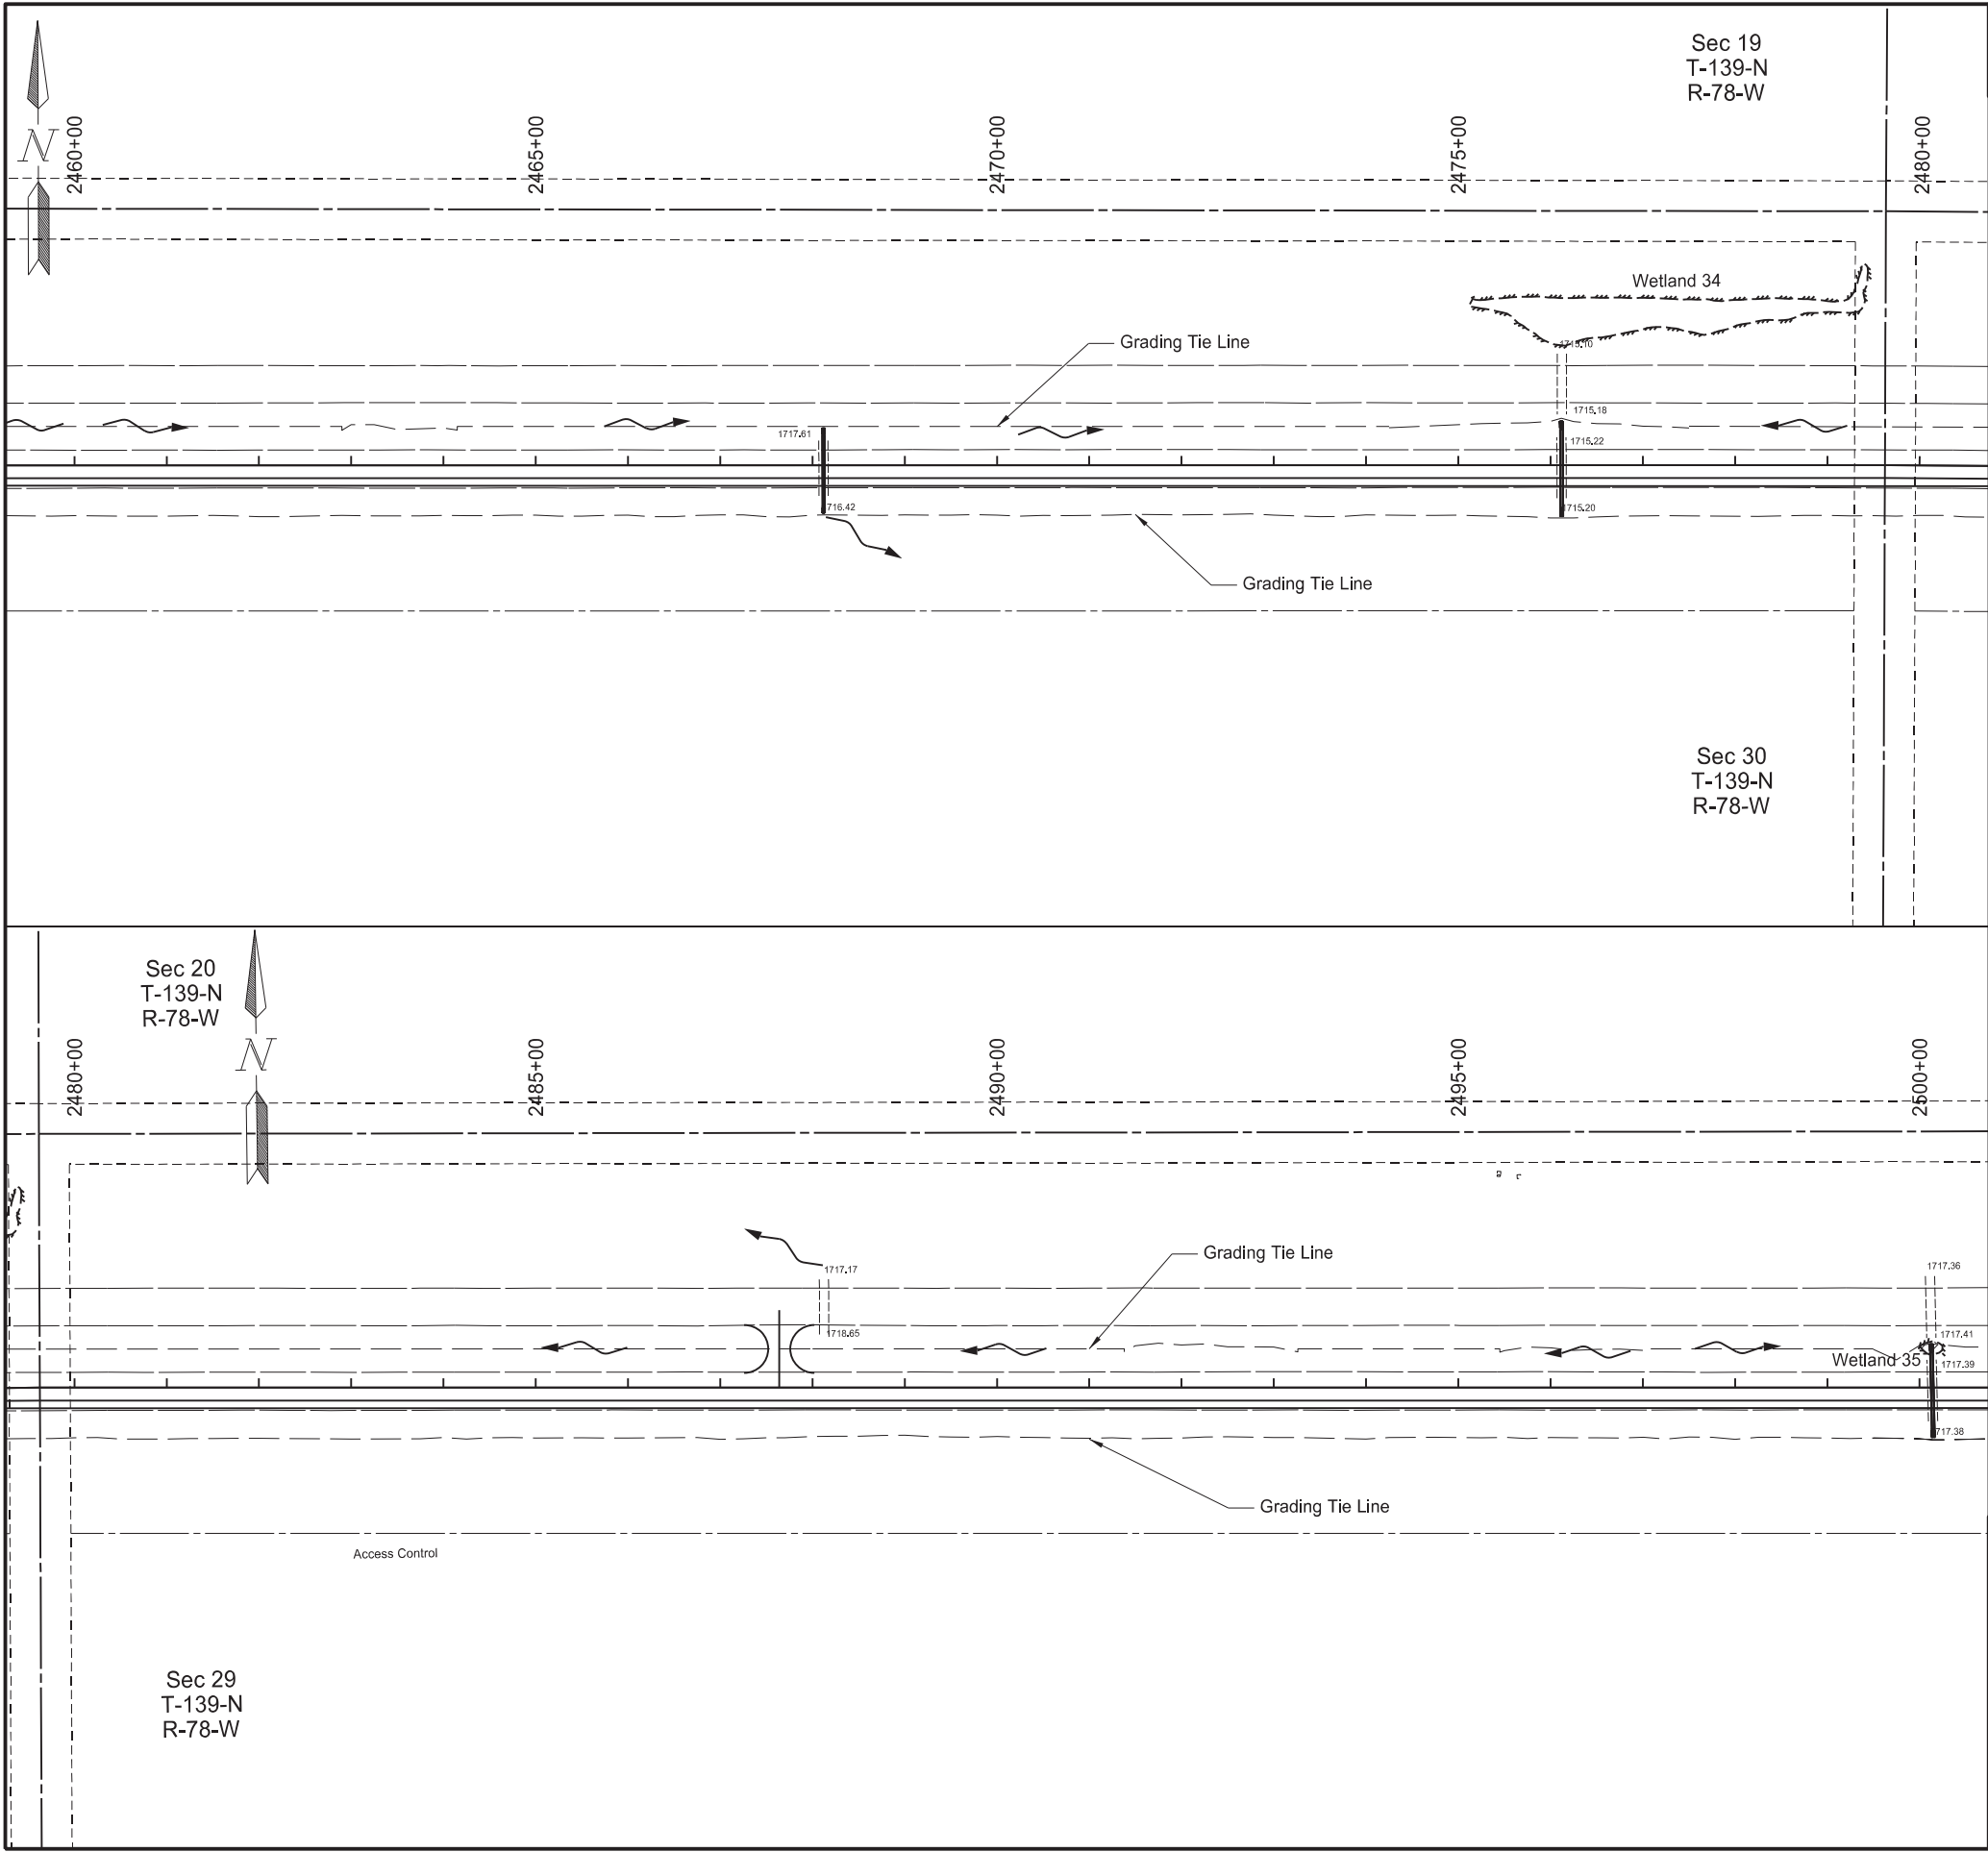 Sec 19
T-139-N
R-78-W
N
2460+00
2465+00
2470+00
2475+00
2480+00
Wetland 34
Grading Tie Line
1715.10
1715.18
1717.61
1715.22
716.42
1715.20
Grading Tie Line
Sec 30
T-139-N
R-78-W
Sec 20
T-139-N
R-78-W
N
2480+00
2485+00
2490+00
2495+00
2500+00
Grading Tie Line
1717.17
1717.36
1718.65
1717.41
Wetland 35
1717.39
717.38
Grading Tie Line
Access Control
Sec 29
T-139-N
R-78-W